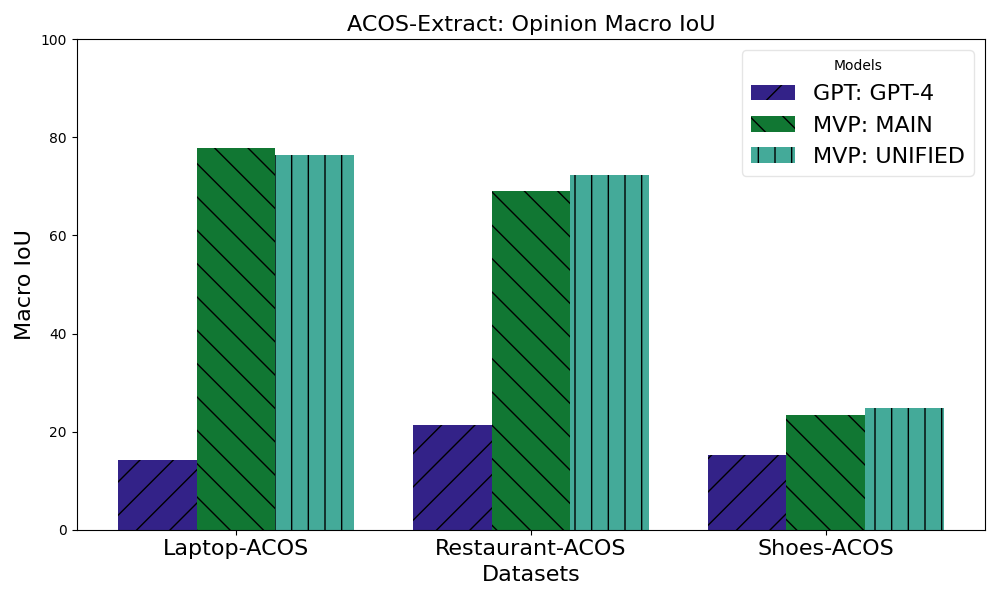 ACOS-Extract: Opinion Macro IoU
Macro IoU
100
80
60
40
20
0
Models
GPT: GPT-4
MVP: MAIN
MVP: UNIFIED
Laptop-ACOS
Restaurant-ACOS
Shoes-ACOS
Datasets